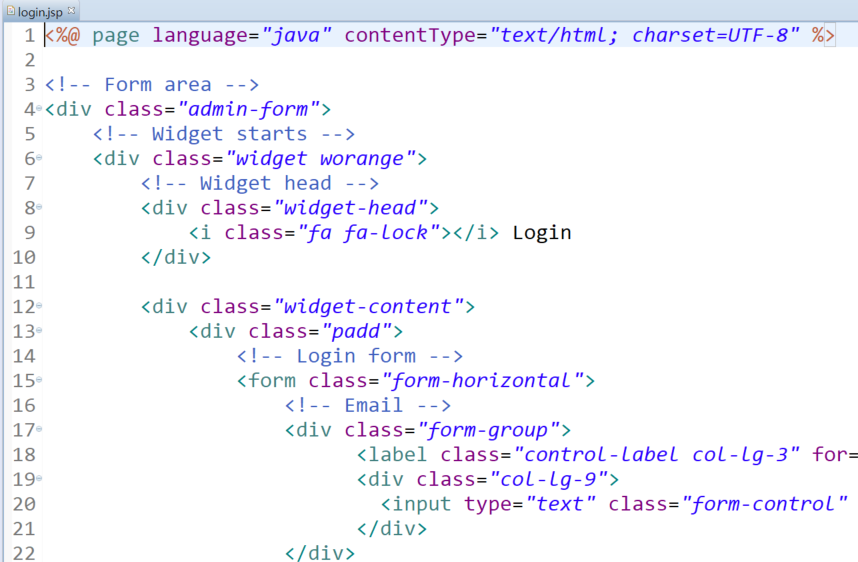 login.jsp
1 <%@ page language="java" contentType="text/html; charset=UTF-8" %>
2
3 <!-- Form area -->
4 <div class="admin-form">
5 <!-- Widget starts -->
6 <div class="widget worange">
7 <!-- Widget head -->
8 <div class="widget-head">
9 <i class="fa fa-lock"></i> Login
10 </div>
11
12 <div class="widget-content">
13 <div class="padd">
14 <!-- Login form -->
15 <form class="form-horizontal">
16 <!-- Email -->
17 <div class="form-group">
18 <label class="control-label col-lg-3" for=
19 <div class="col-lg-9">
20 <input type="text" class="form-control"
21 </div>
22 </div>